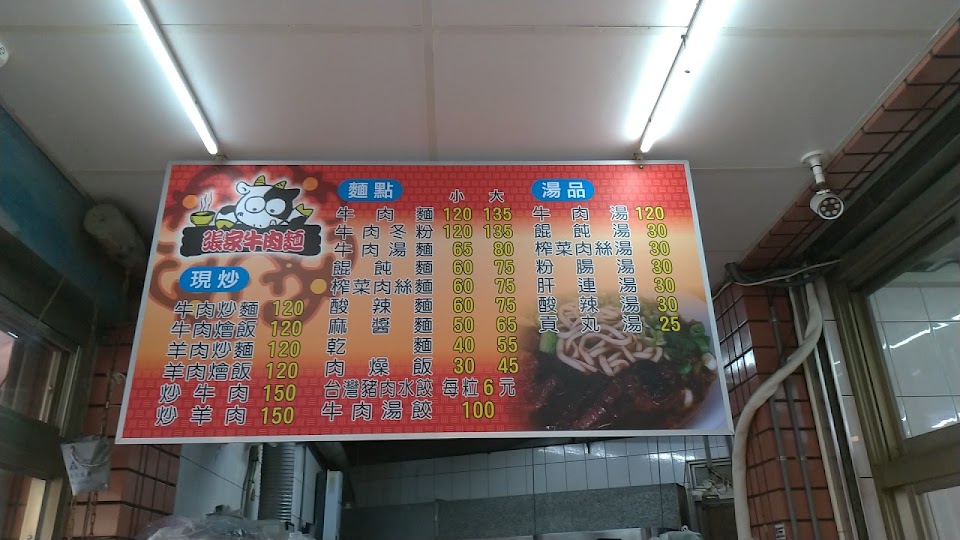 張家牛肉麵
現炒
牛肉炒麵 120
牛肉燴飯 120
羊肉炒麵 120
羊肉燴飯 120
炒牛肉 150
炒羊肉 150
麵點 小 大
牛肉麵 120 135
牛肉冬粉 120 135
牛肉湯麵 65 80
餛飩麵 60 75
榨菜肉絲麵 60 75
酸辣麵 60 75
麻醬麵 50 65
乾麵 40 55
肉燥飯 30 45
台灣豬肉水餃 每粒6元
牛肉湯餃 100
湯品
牛肉湯 120
餛飩湯 30
榨菜肉絲湯 30
粉腸湯 30
肝連湯 30
酸辣湯 30
貢丸湯 25